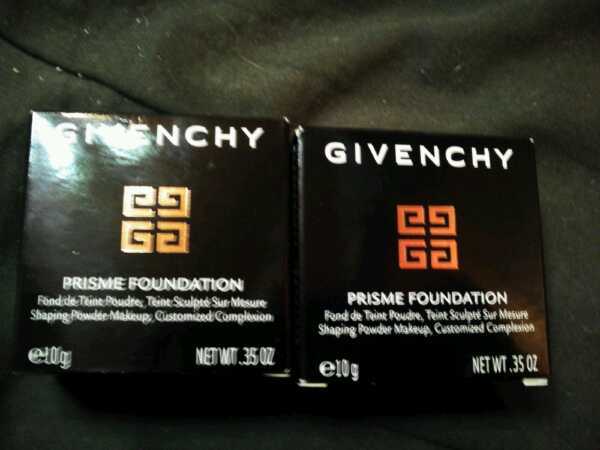 GIVENCHY
PRISME FOUNDATION
Fond de Teint Poudre, Teint Sculpté Sur Mesure
Shaping Powder Makeup, Customized Complexion
e10g NET WT .35 OZ
GIVENCHY
PRISME FOUNDATION
Fond de Teint Poudre, Teint Sculpté Sur Mesure
Shaping Powder Makeup, Customized Complexion
e10g NET WT .35 OZ